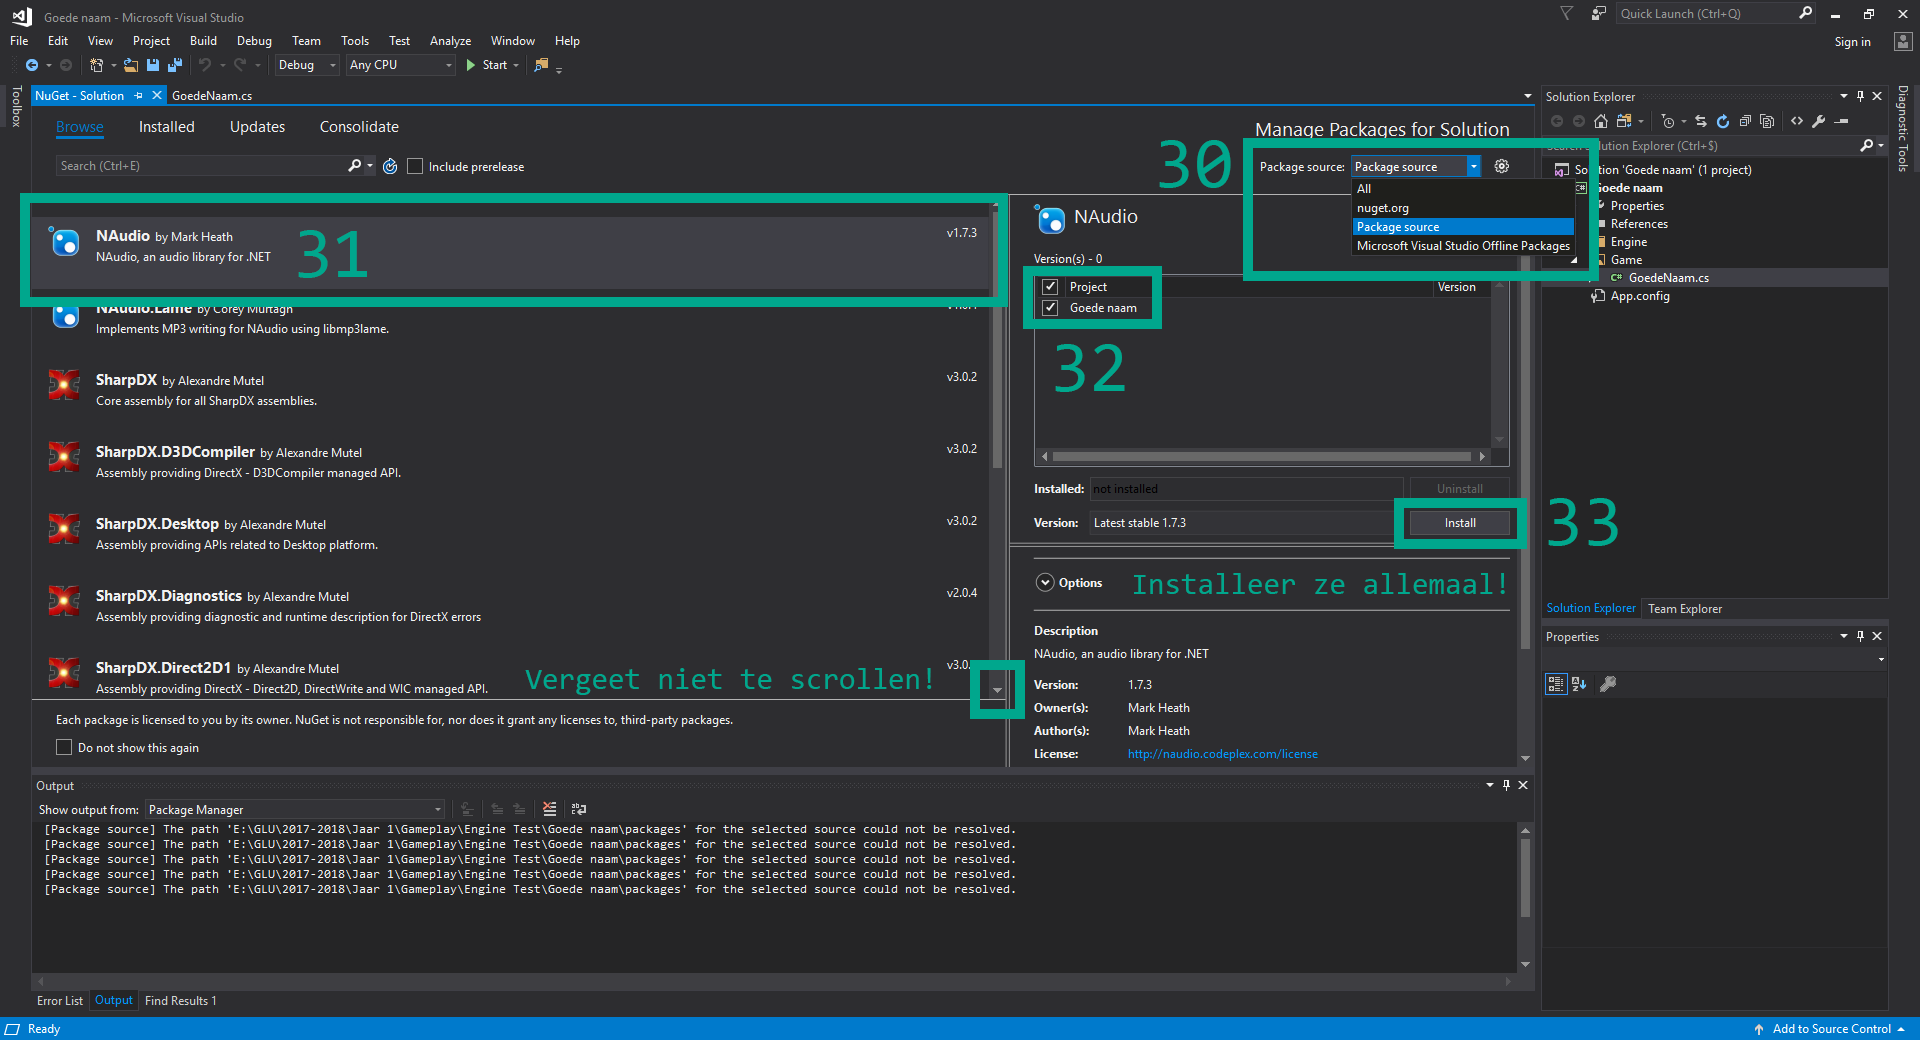 Goede naam - Microsoft Visual Studio
Quick Launch (Ctrl+Q)
File Edit View Project Build Debug Team Tools Test Analyze Window Help
Sign in
Debug Any CPU Start
Toolbox
NuGet - Solution GoedeNaam.cs
Browse Installed Updates Consolidate
Manage Packages for Solution
Search (Ctrl+E) Include prerelease
30
Package source: Package source
All
nuget.org
Package source
Microsoft Visual Studio Offline Packages
NAudio by Mark Heath v1.7.3
NAudio, an audio library for .NET
31
NAudio.Lame by Corey Murtagh
Implements MP3 writing for NAudio using libmp3lame.
SharpDX by Alexandre Mutel v3.0.2
Core assembly for all SharpDX assemblies.
SharpDX.D3DCompiler by Alexandre Mutel v3.0.2
Assembly providing DirectX - D3DCompiler managed API.
SharpDX.Desktop by Alexandre Mutel v3.0.2
Assembly providing APIs related to Desktop platform.
SharpDX.Diagnostics by Alexandre Mutel v2.0.4
Assembly providing diagnostic and runtime description for DirectX errors
SharpDX.Direct2D1 by Alexandre Mutel v3.0.
Assembly providing DirectX - Direct2D, DirectWrite and WIC managed API.
Vergeet niet te scrollen!
Each package is licensed to you by its owner. NuGet is not responsible for, nor does it grant any licenses to, third-party packages.
Do not show this again
NAudio
Version(s) - 0
Project Version
Goede naam
32
Installed: not installed Uninstall
Version: Latest stable 1.7.3 Install
33
Options
Installeer ze allemaal!
Description
NAudio, an audio library for .NET
Version: 1.7.3
Owner(s): Mark Heath
Author(s): Mark Heath
License: http://naudio.codeplex.com/license
Solution Explorer
Search Solution Explorer (Ctrl+$)
Solution 'Goede naam' (1 project)
Goede naam
Properties
References
Engine
Game
GoedeNaam.cs
App.config
Solution Explorer Team Explorer
Properties
Diagnostic Tools
Output
Show output from: Package Manager
[Package source] The path 'E:\GLU\2017-2018\Jaar 1\Gameplay\Engine Test\Goede naam\packages' for the selected source could not be resolved.
[Package source] The path 'E:\GLU\2017-2018\Jaar 1\Gameplay\Engine Test\Goede naam\packages' for the selected source could not be resolved.
[Package source] The path 'E:\GLU\2017-2018\Jaar 1\Gameplay\Engine Test\Goede naam\packages' for the selected source could not be resolved.
[Package source] The path 'E:\GLU\2017-2018\Jaar 1\Gameplay\Engine Test\Goede naam\packages' for the selected source could not be resolved.
[Package source] The path 'E:\GLU\2017-2018\Jaar 1\Gameplay\Engine Test\Goede naam\packages' for the selected source could not be resolved.
Error List Output Find Results 1
Ready
Add to Source Control